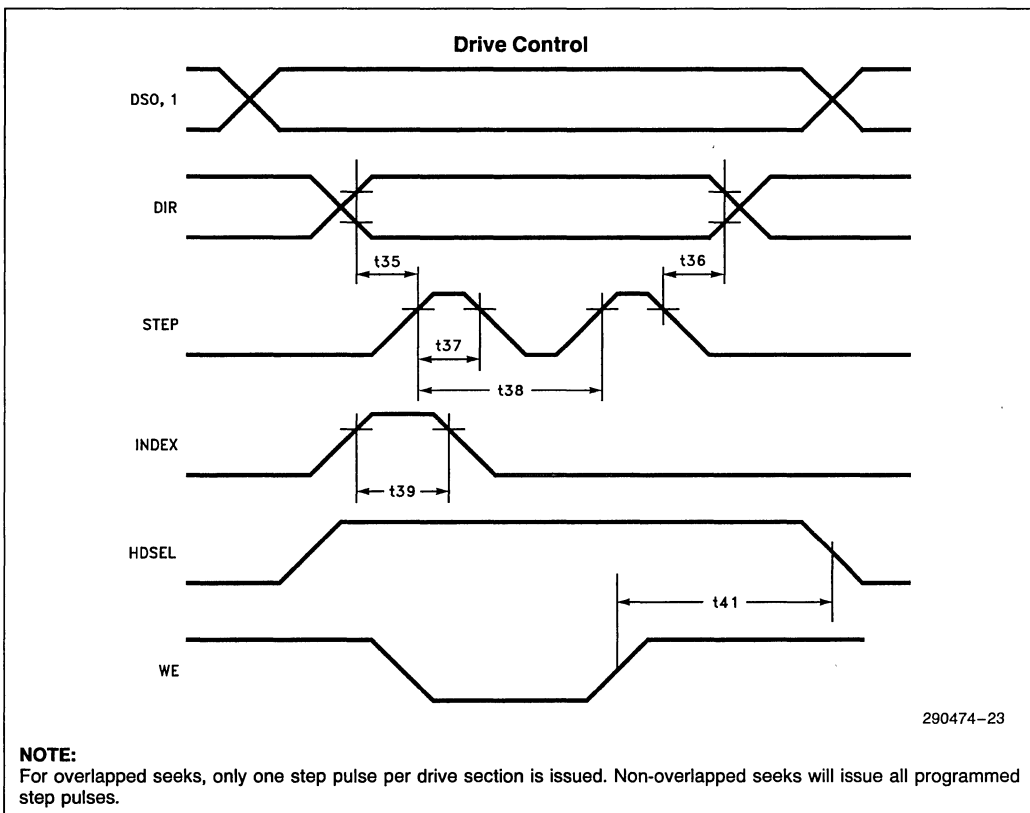 Drive Control
DSO, 1
DIR
t35
t36
STEP
t37
t38
INDEX
t39
HDSEL
t41
WE
290474–23
NOTE:
For overlapped seeks, only one step pulse per drive section is issued. Non-overlapped seeks will issue all programmed
step pulses.